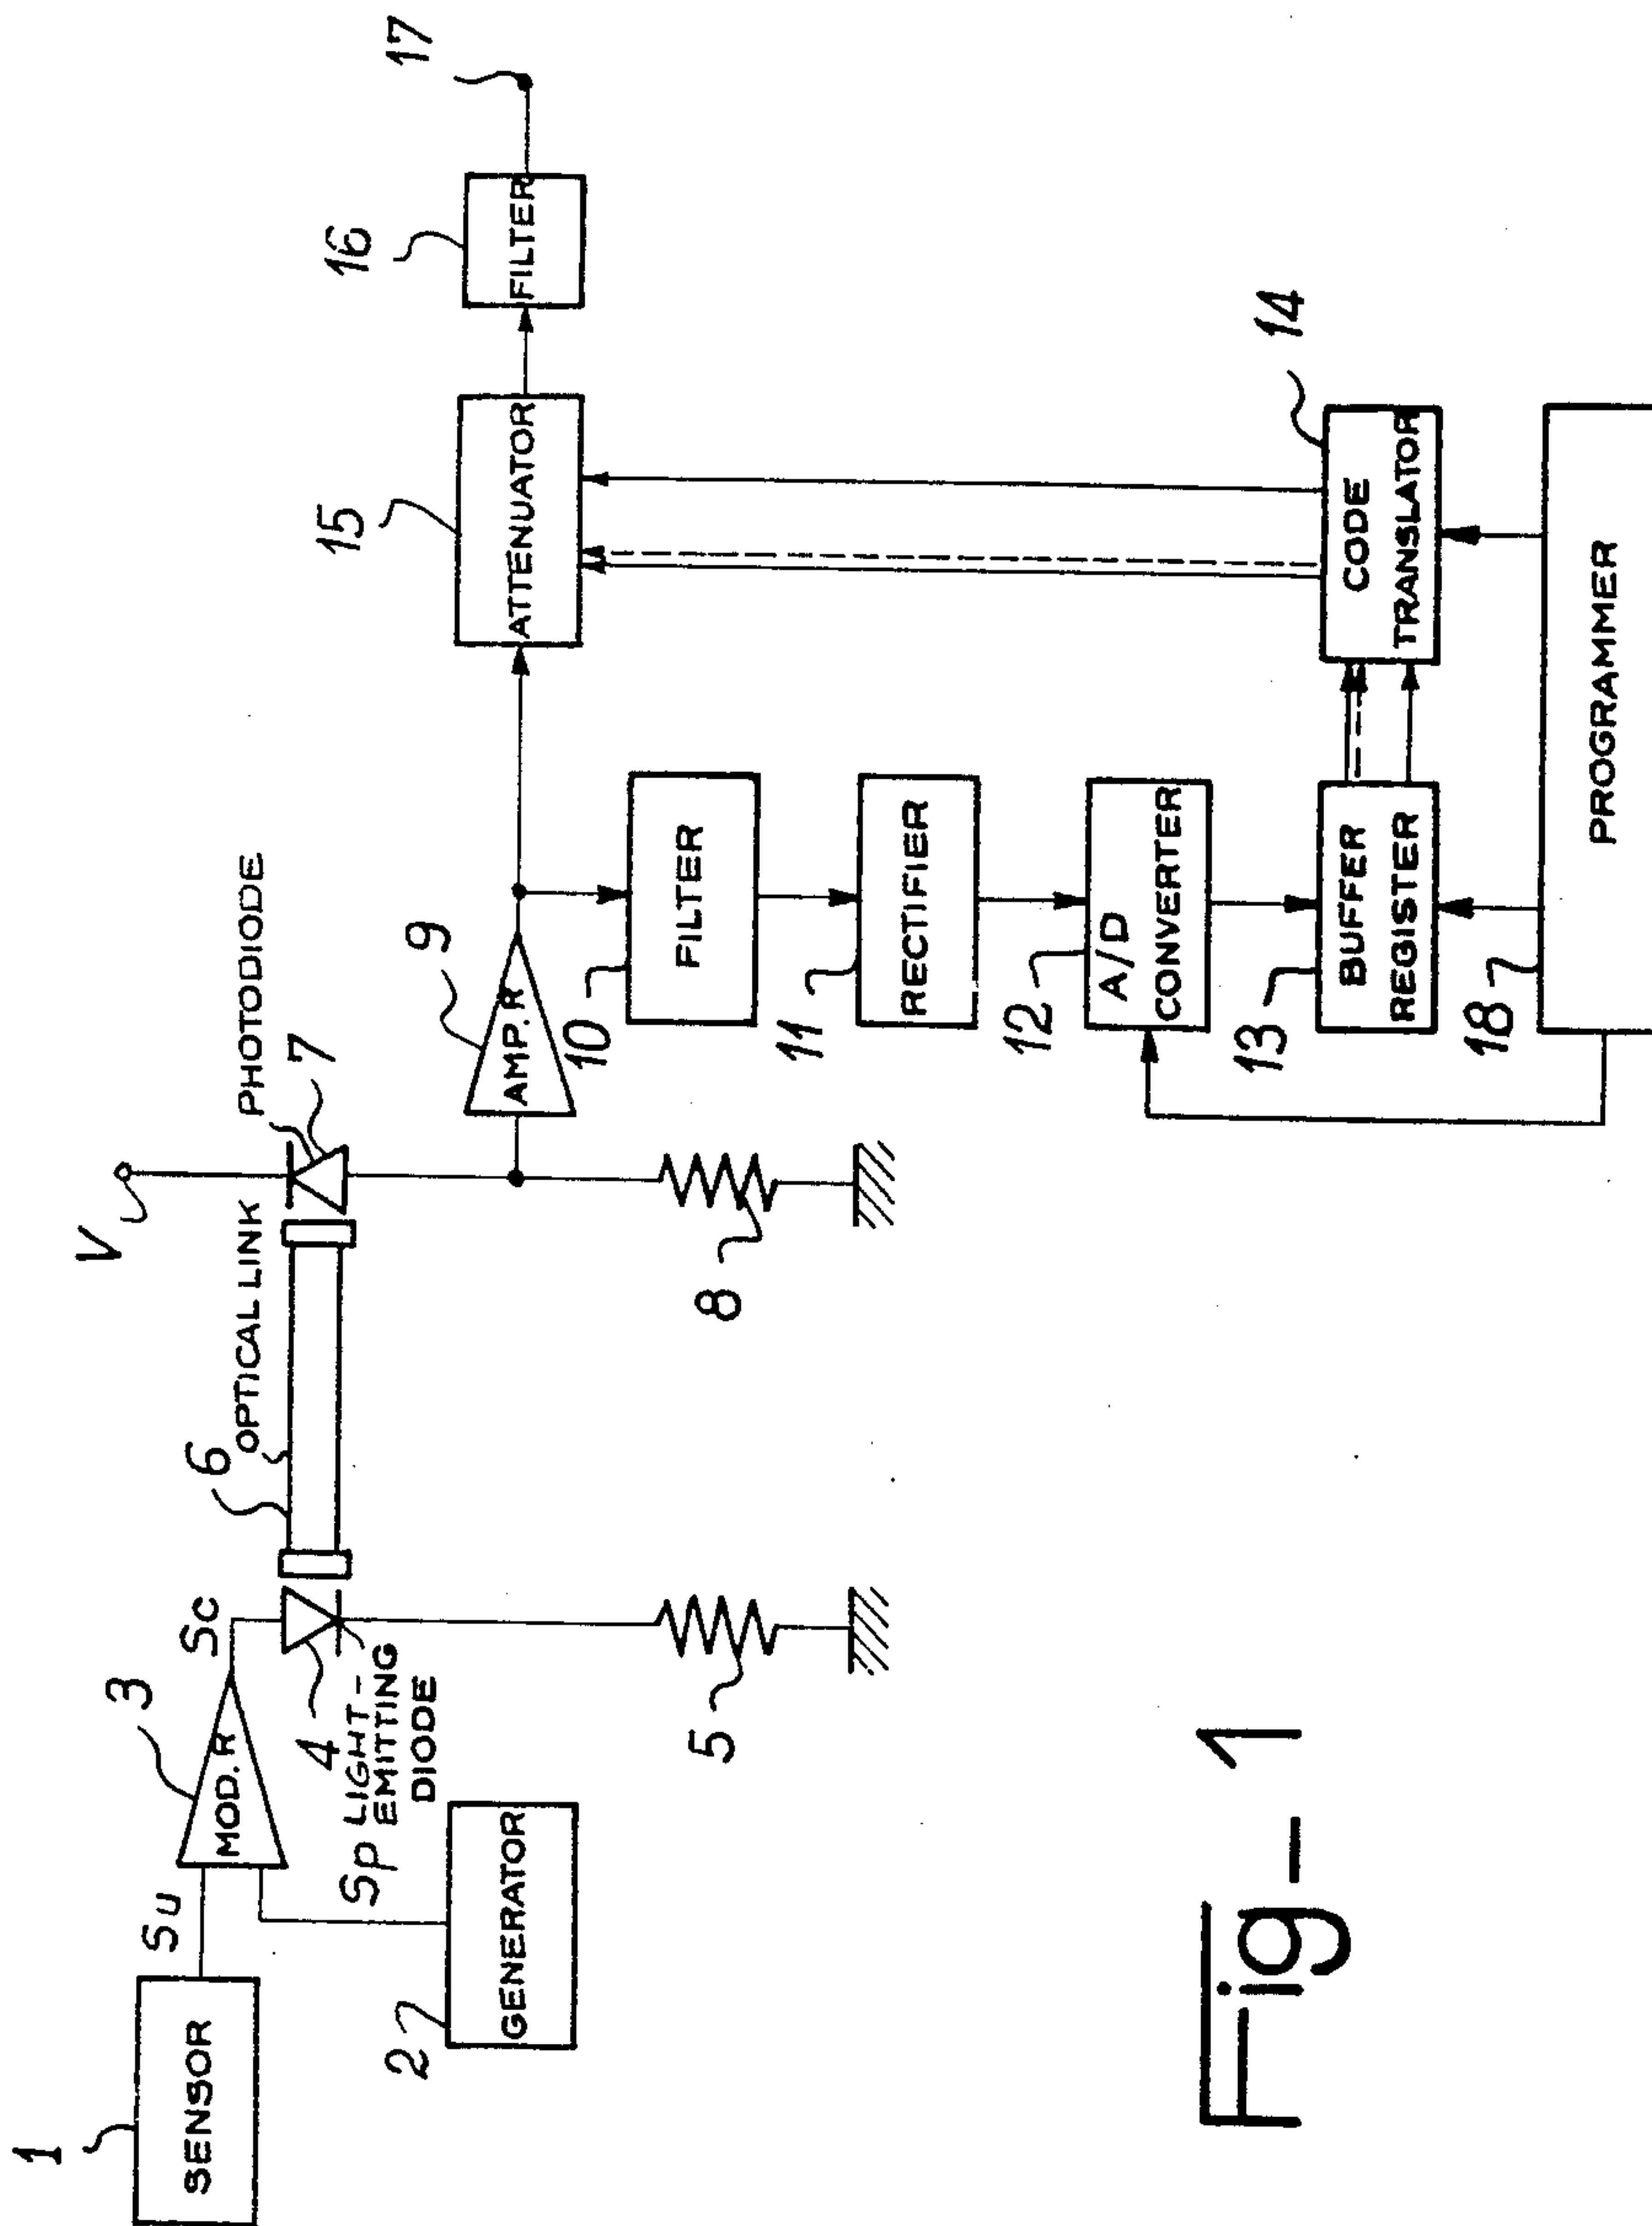 1
SENSOR
Su
3
MOD. R
Sc
2
GENERATOR
Sp
4
LIGHT-
EMITTING
DIODE
5
6
OPTICAL LINK
V
7
PHOTODIODE
8
9
AMP. R
10
FILTER
11
RECTIFIER
12
A/D
CONVERTER
13
BUFFER
REGISTER
14
CODE
TRANSLATOR
15
ATTENUATOR
16
FILTER
17
18
PROGRAMMER
Fig_1